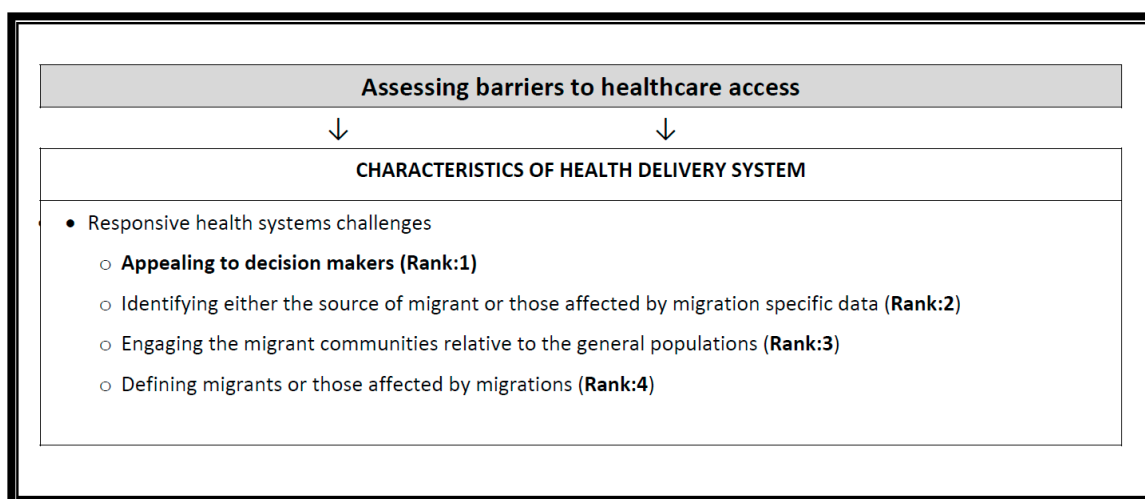 Assessing barriers to healthcare access
↓ ↓
CHARACTERISTICS OF HEALTH DELIVERY SYSTEM
• Responsive health systems challenges
○ Appealing to decision makers (Rank:1)
○ Identifying either the source of migrant or those affected by migration specific data (Rank:2)
○ Engaging the migrant communities relative to the general populations (Rank:3)
○ Defining migrants or those affected by migrations (Rank:4)